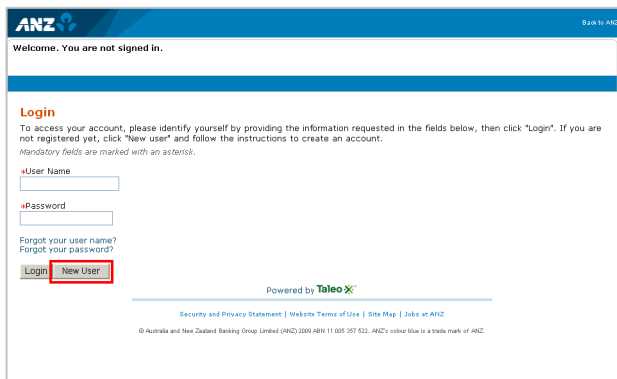 ANZ
Back to ANZ
Welcome. You are not signed in.
Login
To access your account, please identify yourself by providing the information requested in the fields below, then click "Login". If you are
not registered yet, click "New user" and follow the instructions to create an account.
Mandatory fields are marked with an asterisk.
*User Name
*Password
Forgot your user name?
Forgot your password?
Login New User
Powered by Taleo
Security and Privacy Statement | Website Terms of Use | Site Map | Jobs at ANZ
© Australia and New Zealand Banking Group Limited (ANZ) 2009 ABN 11 005 357 522. ANZ's colour blue is a trade mark of ANZ.